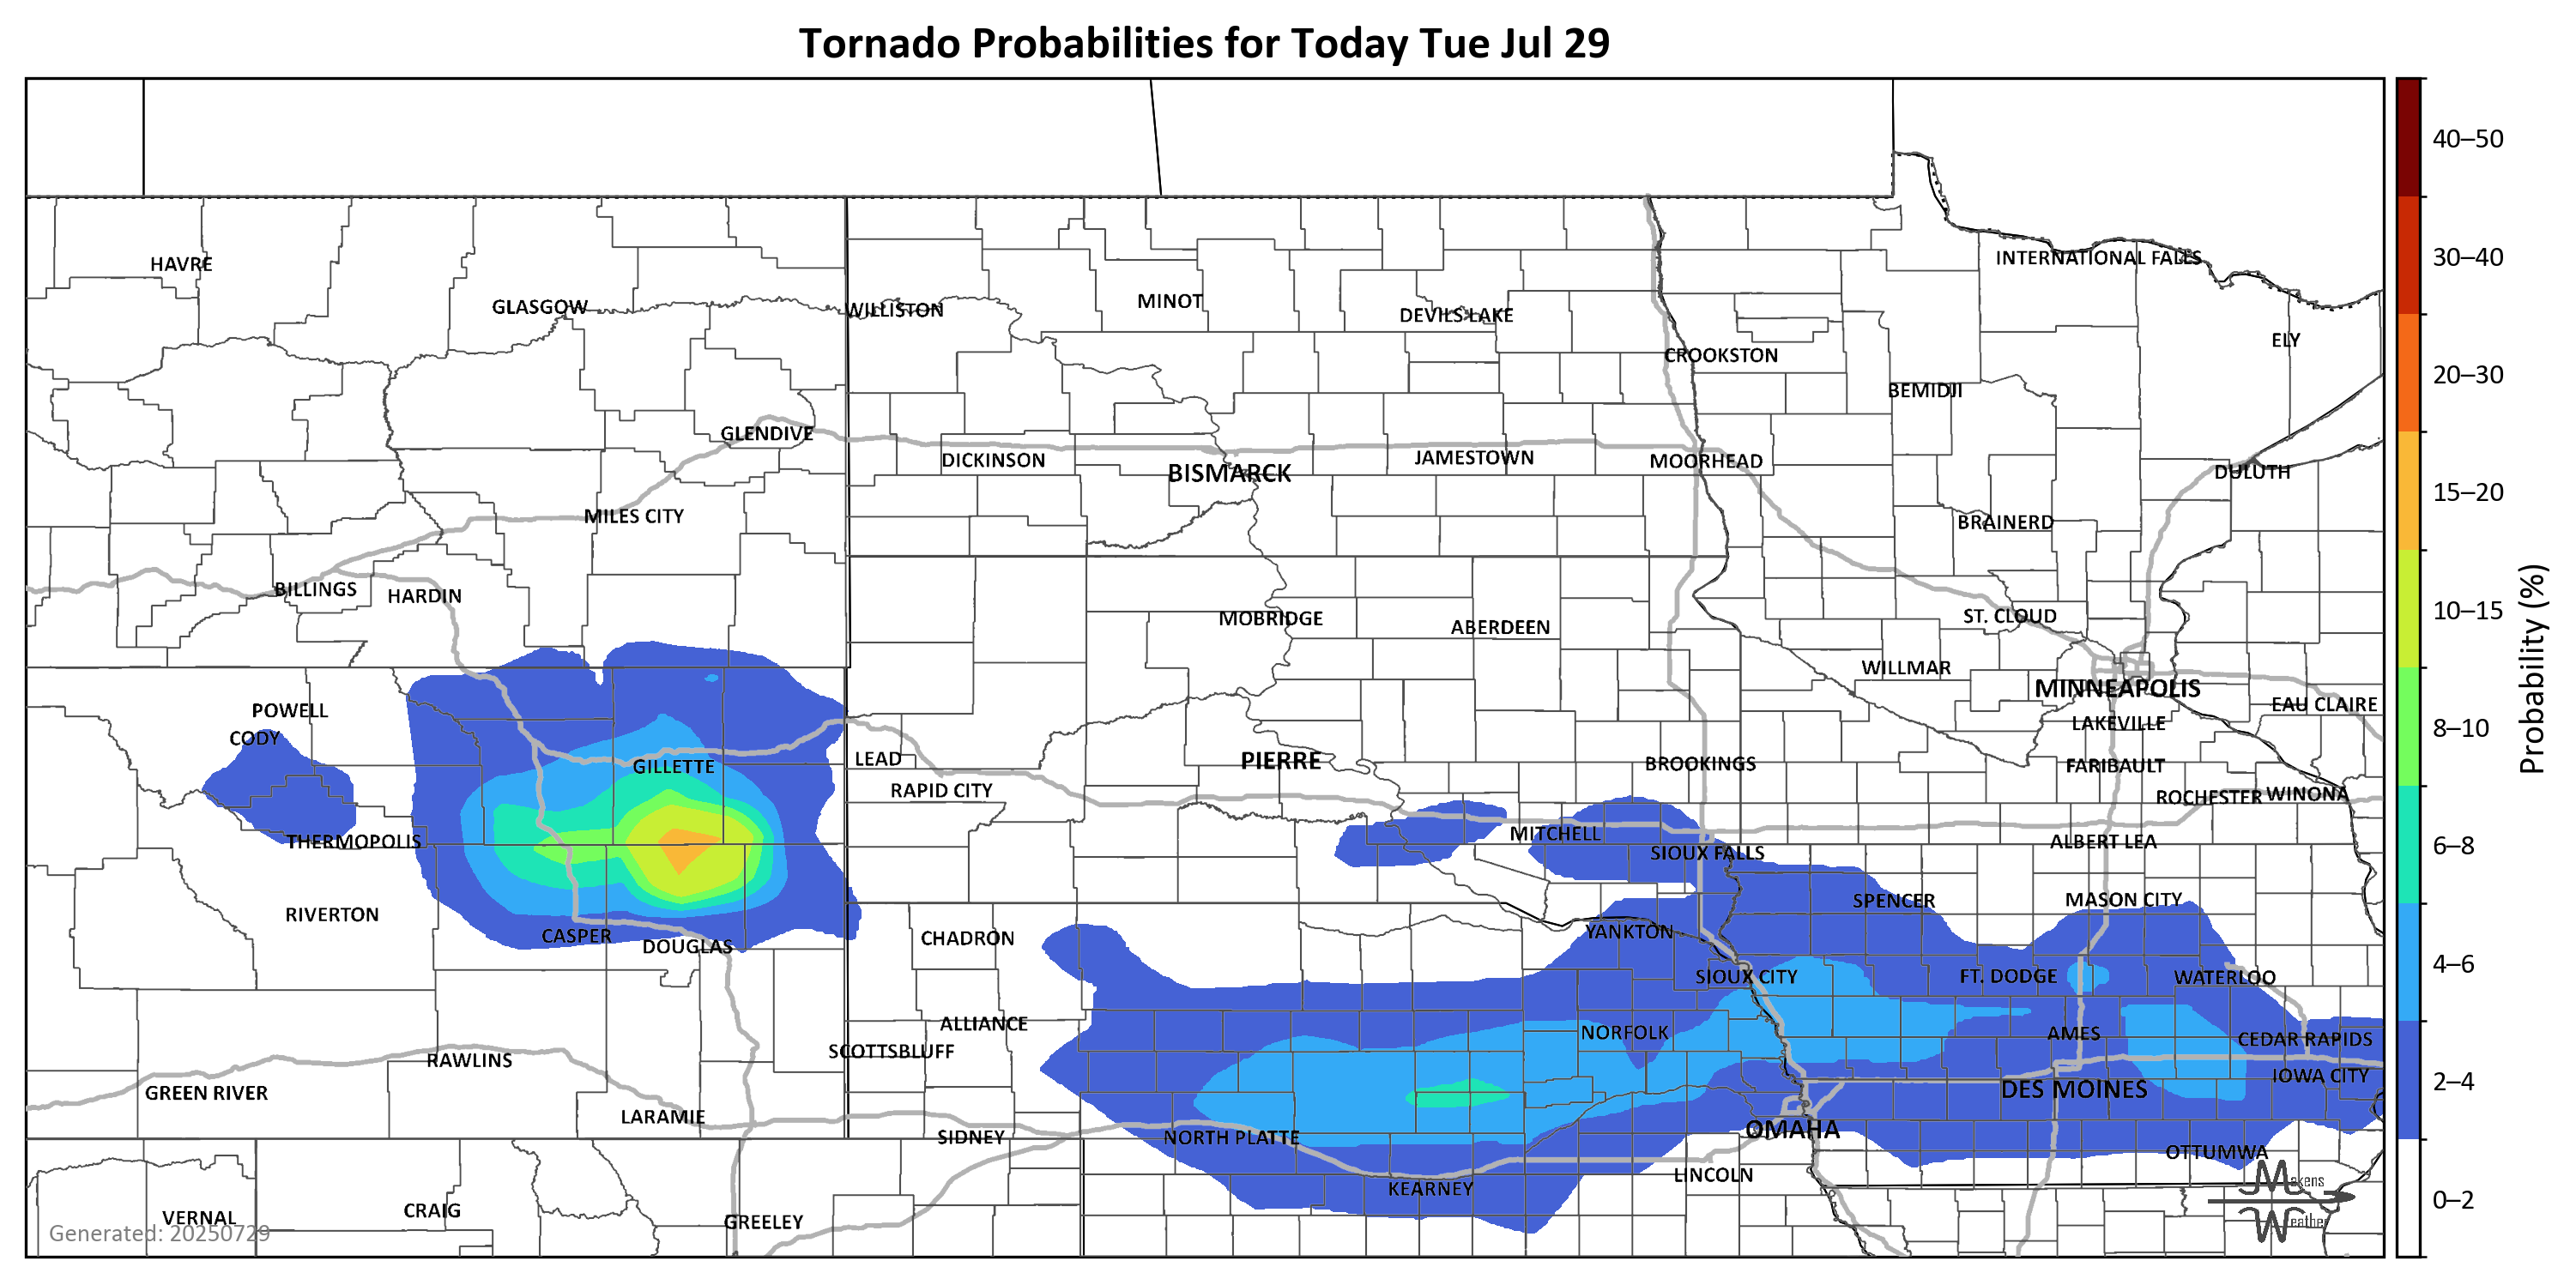 Tornado Probabilities for Today Tue Jul 29
40–50
30–40
20–30
15–20
10–15
8–10
6–8
4–6
2–4
0–2
Probability (%)
HAVRE
INTERNATIONAL FALLS
GLASGOW
WILLISTON
MINOT
DEVILS LAKE
ELY
CROOKSTON
BEMIDJI
GLENDIVE
DICKINSON
BISMARCK
JAMESTOWN
MOORHEAD
DULUTH
MILES CITY
BRAINERD
BILLINGS
HARDIN
MOBRIDGE
ABERDEEN
ST. CLOUD
WILLMAR
MINNEAPOLIS
POWELL
EAU CLAIRE
CODY
LAKEVILLE
GILLETTE
LEAD
PIERRE
BROOKINGS
FARIBAULT
RAPID CITY
ROCHESTER
WINONA
THERMOPOLIS
MITCHELL
ALBERT LEA
SIOUX FALLS
RIVERTON
SPENCER
MASON CITY
CASPER
DOUGLAS
CHADRON
YANKTON
SIOUX CITY
FT. DODGE
WATERLOO
ALLIANCE
NORFOLK
AMES
CEDAR RAPIDS
RAWLINS
SCOTTSBLUFF
IOWA CITY
GREEN RIVER
DES MOINES
LARAMIE
SIDNEY
NORTH PLATTE
OMAHA
OTTUMWA
LINCOLN
KEARNEY
VERNAL
CRAIG
GREELEY
Generated: 20250729
Makens
Weather